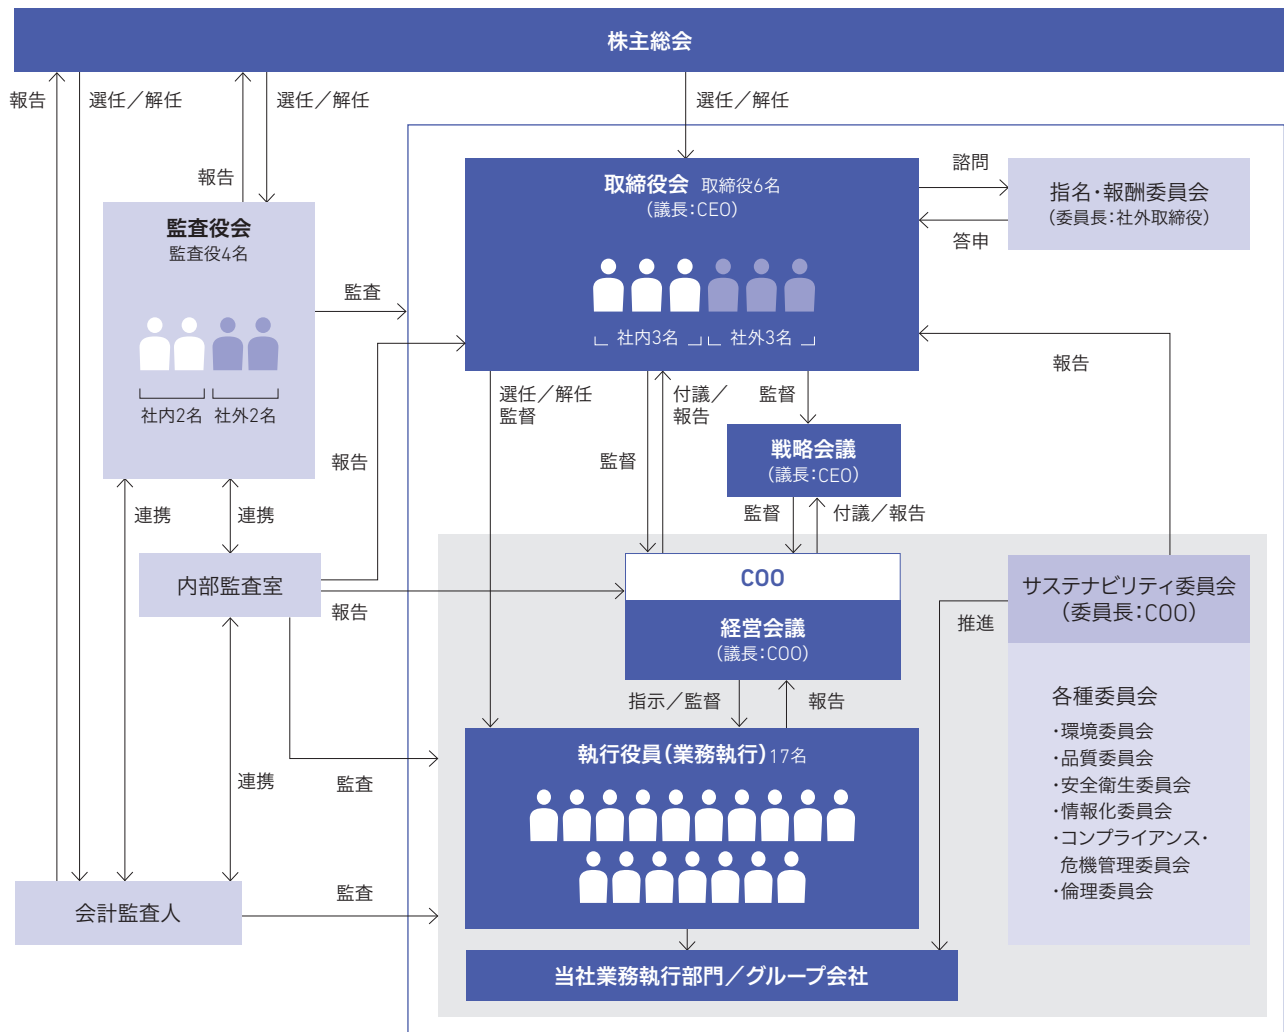 株主総会
報告
選任／解任
報告
選任／解任
選任／解任
取締役会 取締役6名
（議長：CEO）
社内3名
社外3名
諮問
答申
指名・報酬委員会
（委員長：社外取締役）
監査役会
監査役4名
社内2名
社外2名
監査
報告
選任／解任
監督
監督
付議／
報告
監督
報告
戦略会議
（議長：CEO）
監督
付議／報告
連携
連携
内部監査室
報告
COO
経営会議
（議長：COO）
サステナビリティ委員会
（委員長：COO）
推進
指示／監督
報告
各種委員会
・環境委員会
・品質委員会
・安全衛生委員会
・情報化委員会
・コンプライアンス・
危機管理委員会
・倫理委員会
執行役員（業務執行）17名
連携
監査
会計監査人
監査
当社業務執行部門／グループ会社